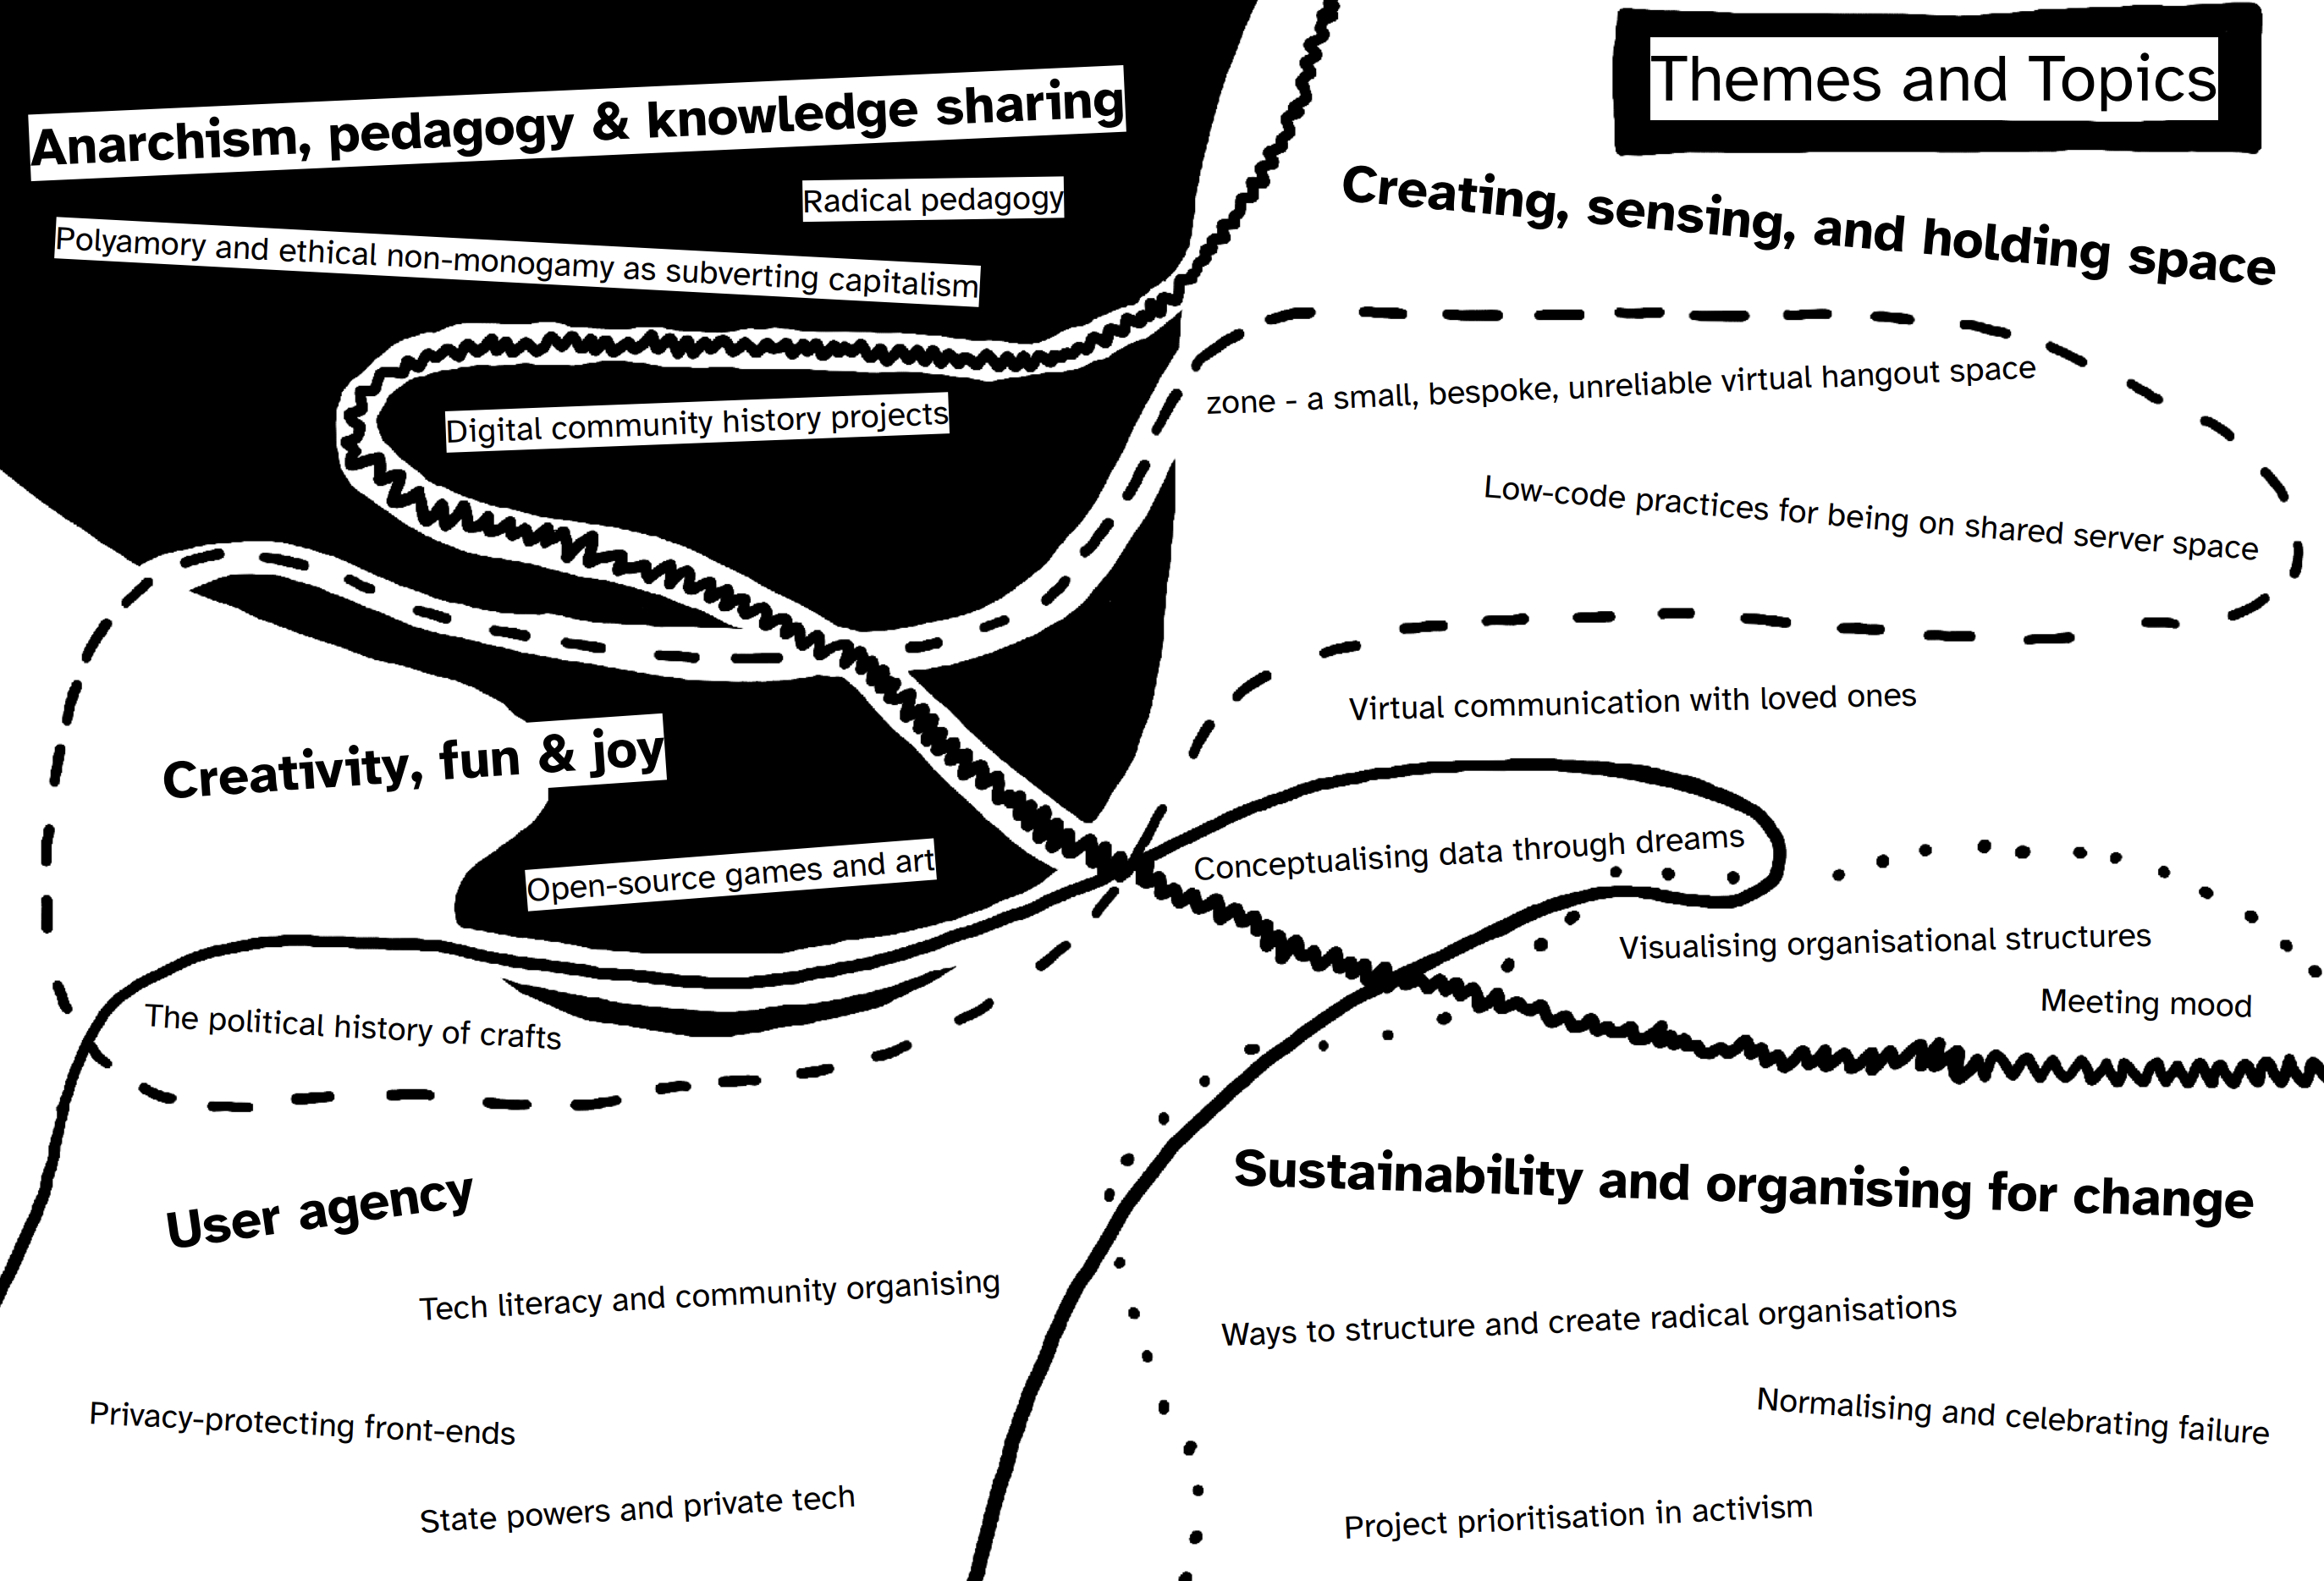 Themes and Topics
Anarchism, pedagogy & knowledge sharing
Radical pedagogy
Polyamory and ethical non-monogamy as subverting capitalism
Digital community history projects
Creating, sensing, and holding space
zone - a small, bespoke, unreliable virtual hangout space
Low-code practices for being on shared server space
Virtual communication with loved ones
Conceptualising data through dreams
Visualising organisational structures
Meeting mood
Creativity, fun & joy
Open-source games and art
The political history of crafts
User agency
Tech literacy and community organising
Privacy-protecting front-ends
State powers and private tech
Sustainability and organising for change
Ways to structure and create radical organisations
Normalising and celebrating failure
Project prioritisation in activism